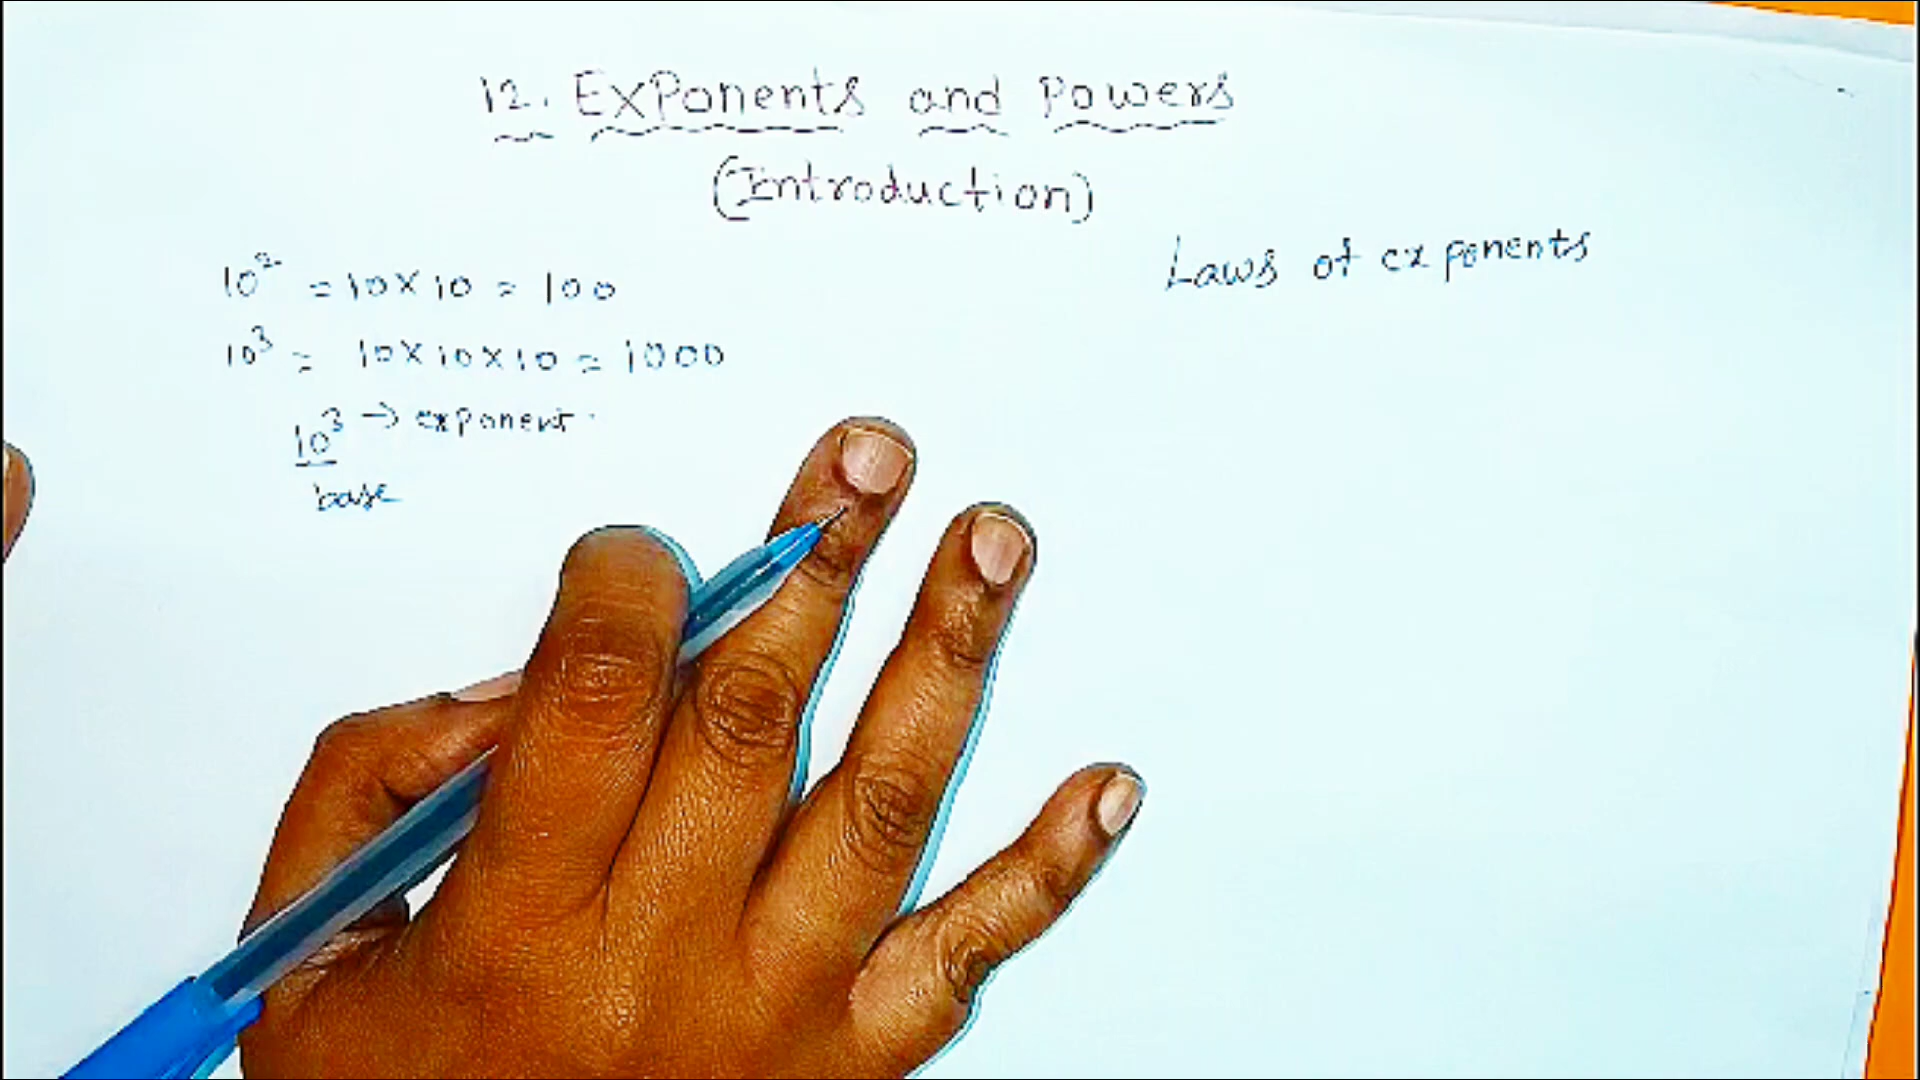 12. Exponents and Powers
(Introduction)
10² = 10 × 10 = 100
10³ = 10 × 10 × 10 = 1000
10³ → exponent
base
Laws of exponents